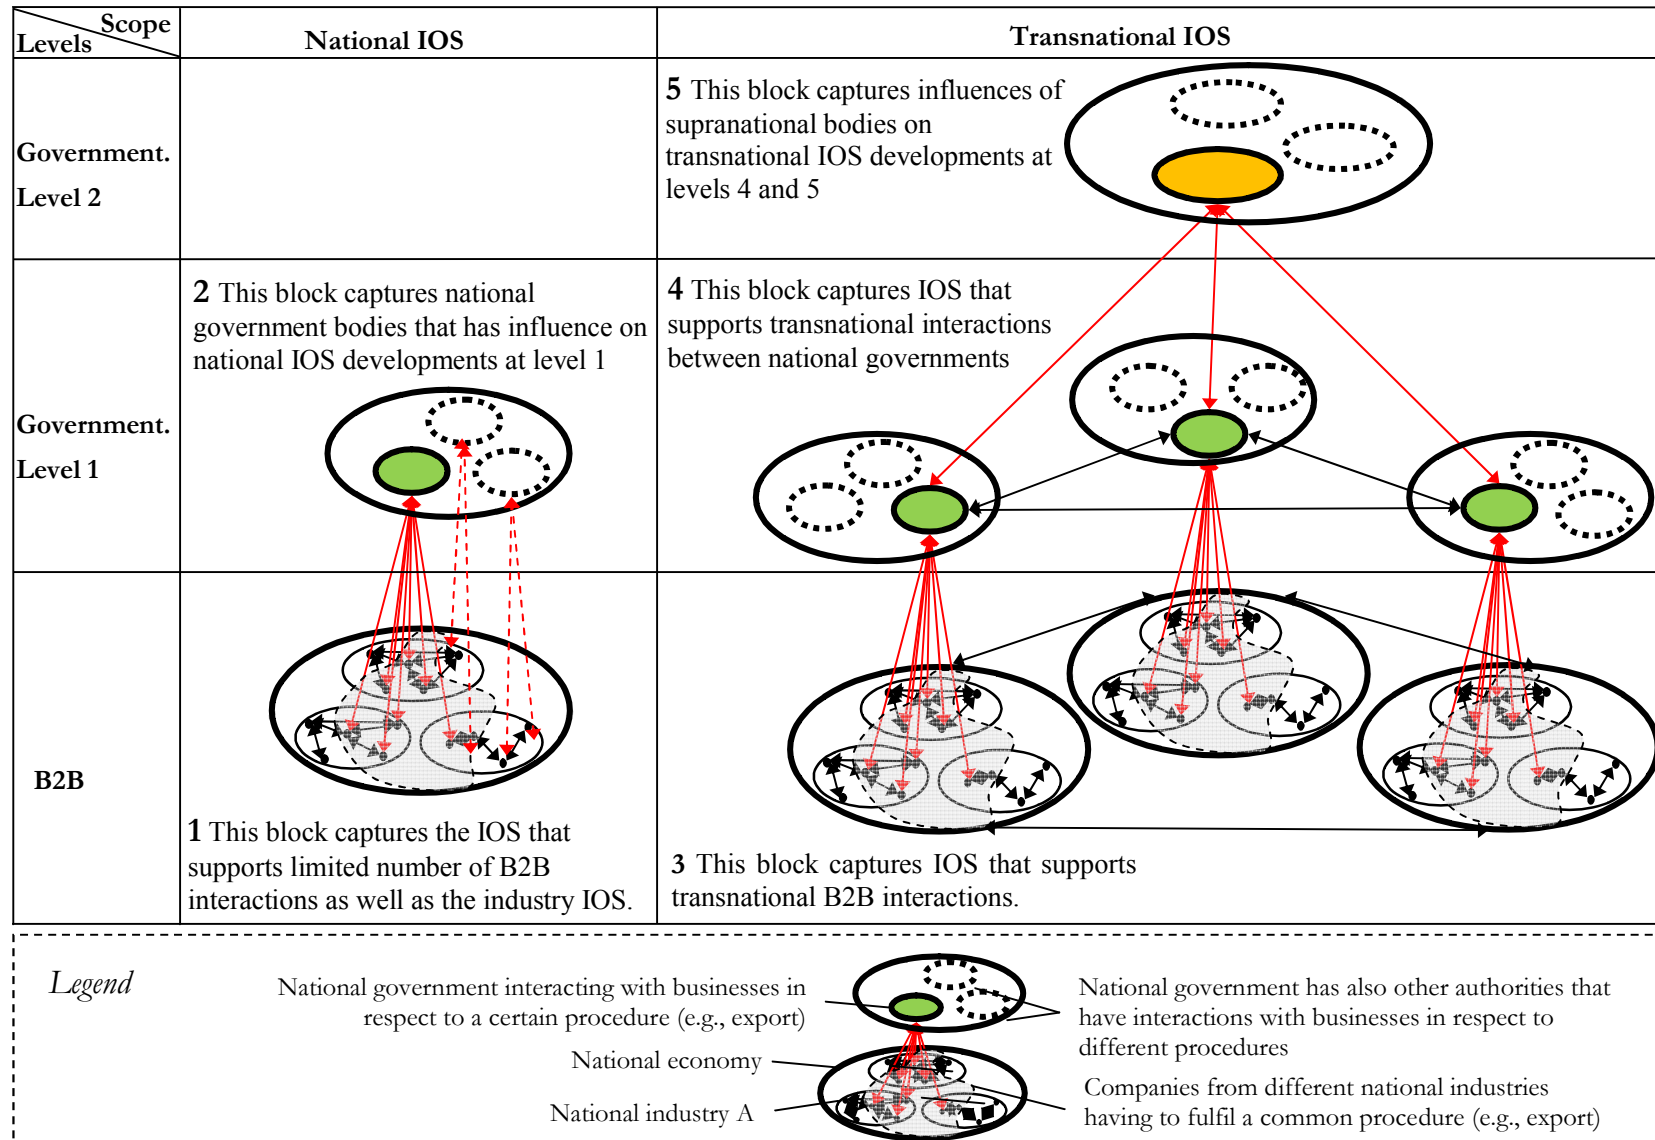 Scope
Levels
National IOS
Transnational IOS
Government.
Level 2
5 This block captures influences of
supranational bodies on
transnational IOS developments at
levels 4 and 5
Government.
Level 1
2 This block captures national
government bodies that has influence on
national IOS developments at level 1
4 This block captures IOS that
supports transnational interactions
between national governments
B2B
1 This block captures the IOS that
supports limited number of B2B
interactions as well as the industry IOS.
3 This block captures IOS that supports
transnational B2B interactions.
Legend
National government interacting with businesses in
respect to a certain procedure (e.g., export)
National economy
National industry A
National government has also other authorities that
have interactions with businesses in respect to
different procedures
Companies from different national industries
having to fulfil a common procedure (e.g., export)